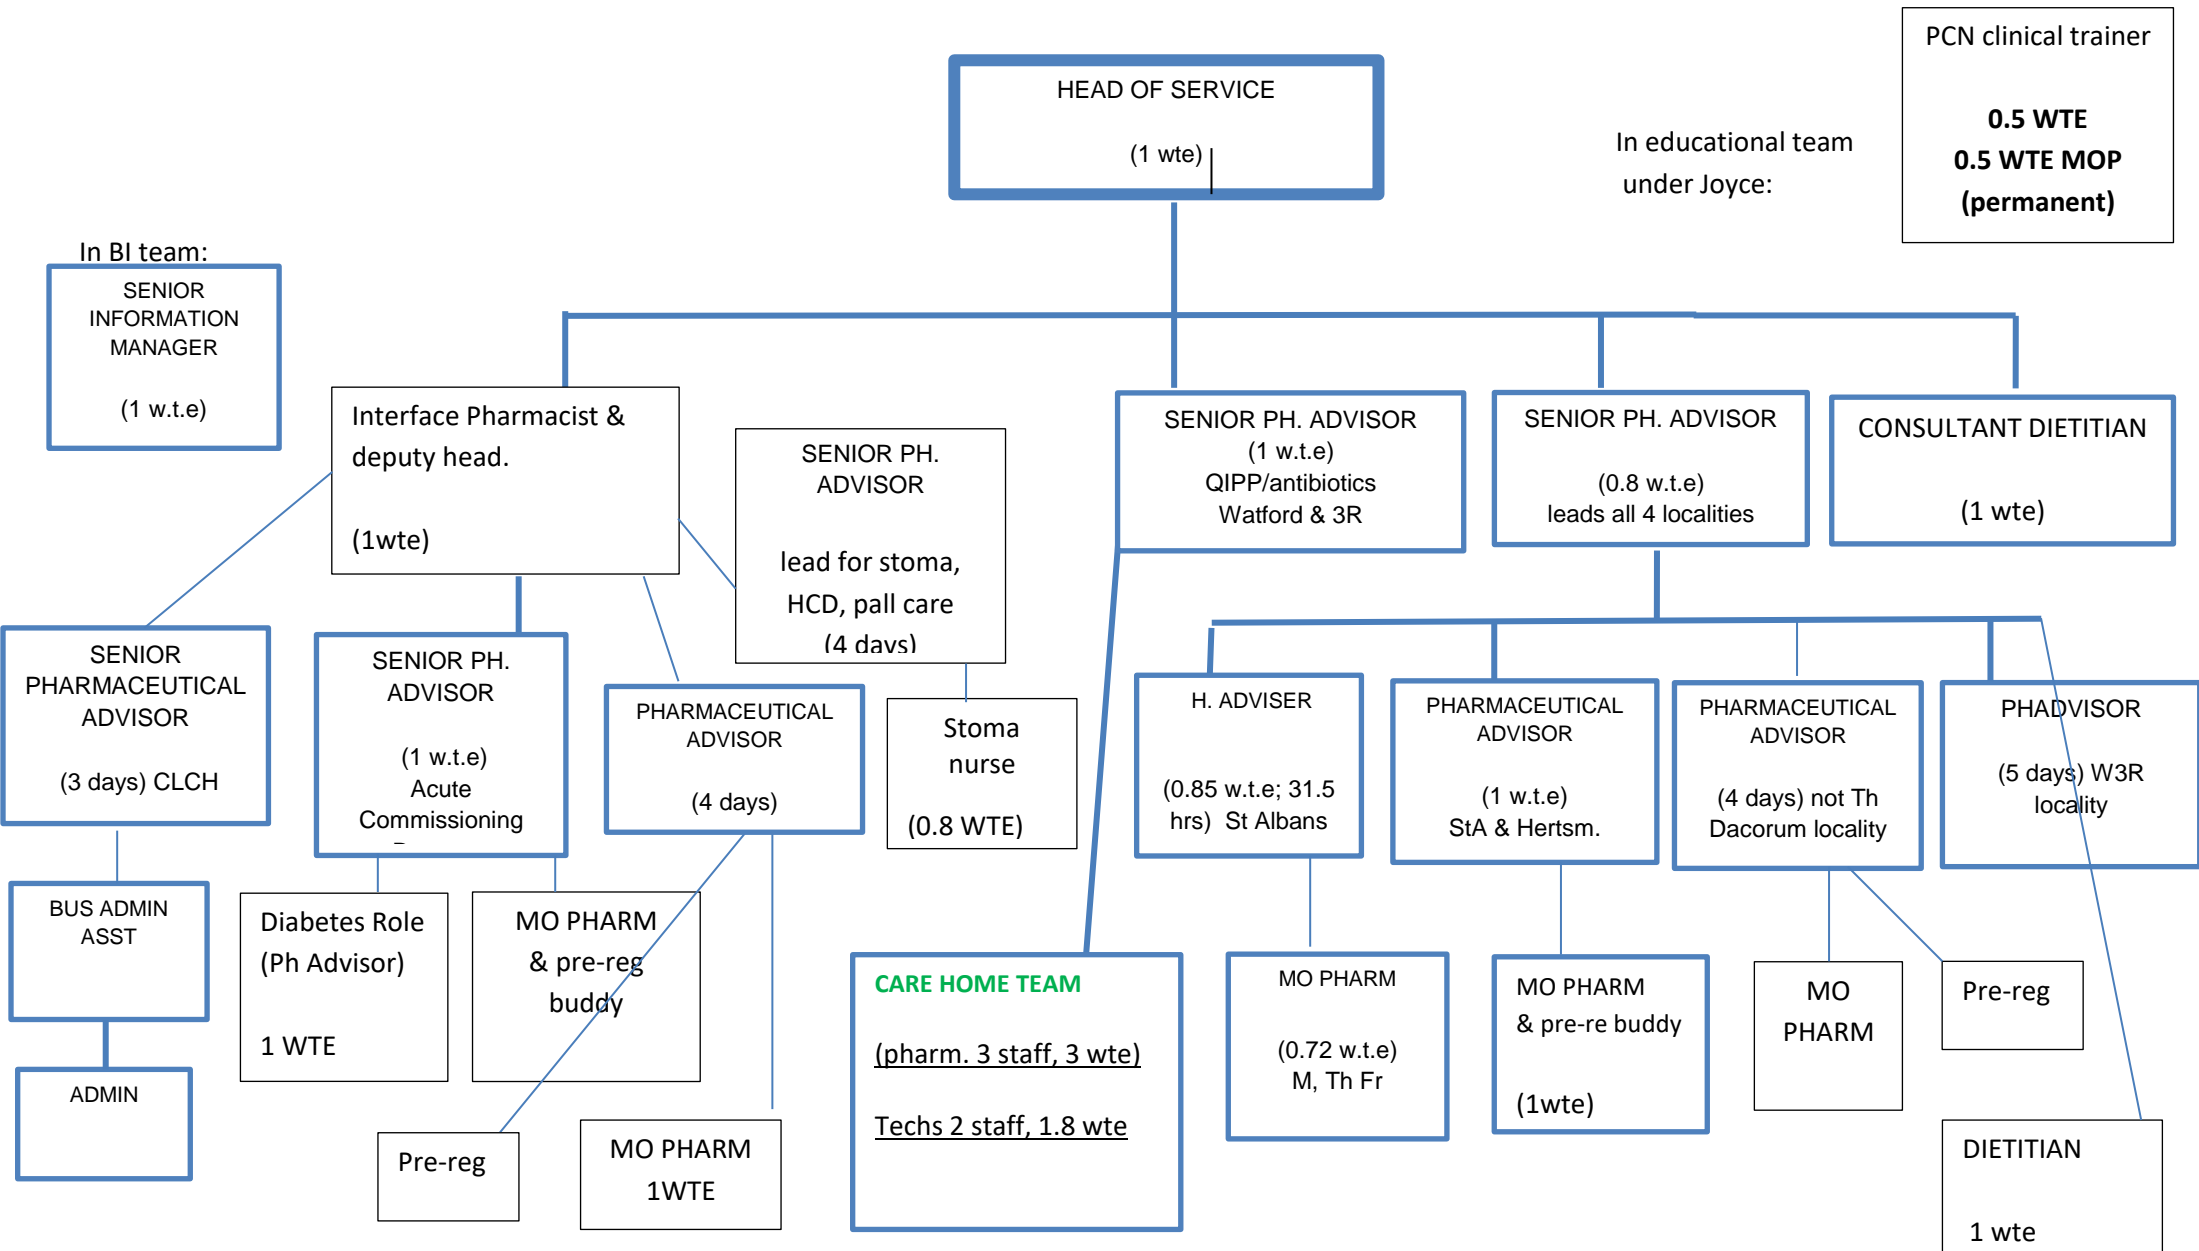 PCN clinical trainer
0.5 WTE
0.5 WTE MOP
(permanent)
HEAD OF SERVICE
(1 wte)
In educational team
under Joyce:
In BI team:
SENIOR
INFORMATION
MANAGER
(1 w.t.e)
Interface Pharmacist &
deputy head.
(1wte)
SENIOR PH.
ADVISOR
lead for stoma,
HCD, pall care
(4 days)
SENIOR PH. ADVISOR
(1 w.t.e)
QIPP/antibiotics
Watford & 3R
SENIOR PH. ADVISOR
(0.8 w.t.e)
leads all 4 localities
CONSULTANT DIETITIAN
(1 wte)
SENIOR
PHARMACEUTICAL
ADVISOR
(3 days) CLCH
SENIOR PH.
ADVISOR
(1 w.t.e)
Acute
Commissioning
PHARMACEUTICAL
ADVISOR
(4 days)
Stoma
nurse
(0.8 WTE)
H. ADVISER
(0.85 w.t.e; 31.5
hrs) St Albans
PHARMACEUTICAL
ADVISOR
(1 w.t.e)
StA & Hertsm.
PHARMACEUTICAL
ADVISOR
(4 days) not Th
Dacorum locality
PHADVISOR
(5 days) W3R
locality
BUS ADMIN
ASST
ADMIN
Diabetes Role
(Ph Advisor)
1 WTE
MO PHARM
& pre-reg
buddy
Pre-reg
MO PHARM
1WTE
CARE HOME TEAM
(pharm. 3 staff, 3 wte)
Techs 2 staff, 1.8 wte
MO PHARM
(0.72 w.t.e)
M, Th Fr
MO PHARM
& pre-re buddy
(1wte)
MO
PHARM
Pre-reg
DIETITIAN
1 wte